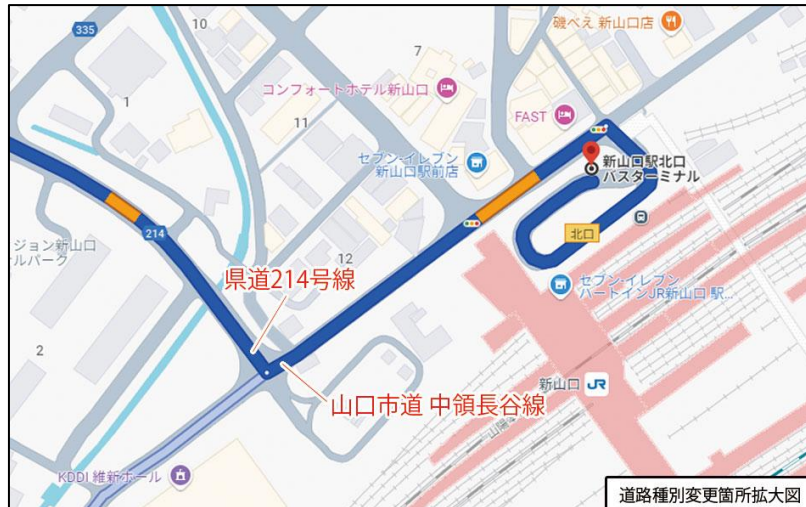 335
10
7
磯べえ 新山口店
1
コンフォートホテル新山口
11
FAST
セブン-イレブン
新山口駅前店
新山口駅北口
バスターミナル
214
ジョン新山口
ルパーク
12
北口
県道214号線
セブン-イレブン
ハートインJR新山口 駅...
2
新山口 JR
山口市道 中領長谷線
山陽
KDDI 維新ホール
道路種別変更箇所拡大図